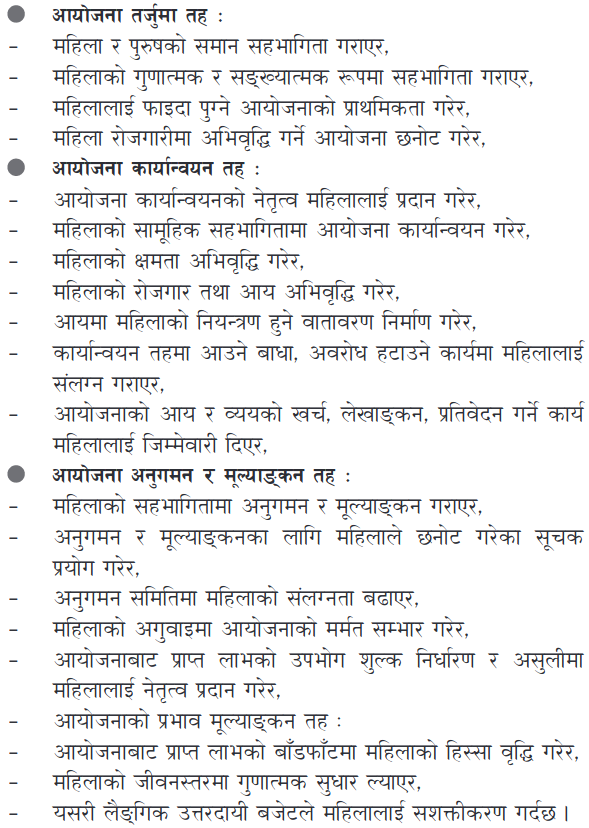 ● आयोजना तर्जुमा तह :
– महिला र पुरुषको समान सहभागिता गराएर,
– महिलाको गुणात्मक र सङ्ख्यात्मक रूपमा सहभागिता गराएर,
– महिलालाई फाइदा पुग्ने आयोजनाको प्राथमिकता गरेर,
– महिला रोजगारीमा अभिवृद्धि गर्ने आयोजना छनोट गरेर,
● आयोजना कार्यान्वयन तह :
– आयोजना कार्यान्वयनको नेतृत्व महिलालाई प्रदान गरेर,
– महिलाको सामूहिक सहभागितामा आयोजना कार्यान्वयन गरेर,
– महिलाको क्षमता अभिवृद्धि गरेर,
– महिलाको रोजगार तथा आय अभिवृद्धि गरेर,
– आयमा महिलाको नियन्त्रण हुने वातावरण निर्माण गरेर,
– कार्यान्वयन तहमा आउने बाधा, अवरोध हटाउने कार्यमा महिलालाई
संलग्न गराएर,
– आयोजनाको आय र व्ययको खर्च, लेखाङ्कन, प्रतिवेदन गर्ने कार्य
महिलालाई जिम्मेवारी दिएर,
● आयोजना अनुगमन र मूल्याङ्कन तह :
– महिलाको सहभागितामा अनुगमन र मूल्याङ्कन गराएर,
– अनुगमन र मूल्याङ्कनका लागि महिलाले छनोट गरेका सूचक
प्रयोग गरेर,
– अनुगमन समितिमा महिलाको संलग्नता बढाएर,
– महिलाको अगुवाइमा आयोजनाको मर्मत सम्भार गरेर,
– आयोजनाबाट प्राप्त लाभको उपभोग शुल्क निर्धारण र असुलीमा
महिलालाई नेतृत्व प्रदान गरेर,
– आयोजनाको प्रभाव मूल्याङ्कन तह :
– आयोजनाबाट प्राप्त लाभको बाँडफाँटमा महिलाको हिस्सा वृद्धि गरेर,
– महिलाको जीवनस्तरमा गुणात्मक सुधार ल्याएर,
– यसरी लैङ्गिक उत्तरदायी बजेटले महिलालाई सशक्तीकरण गर्दछ ।